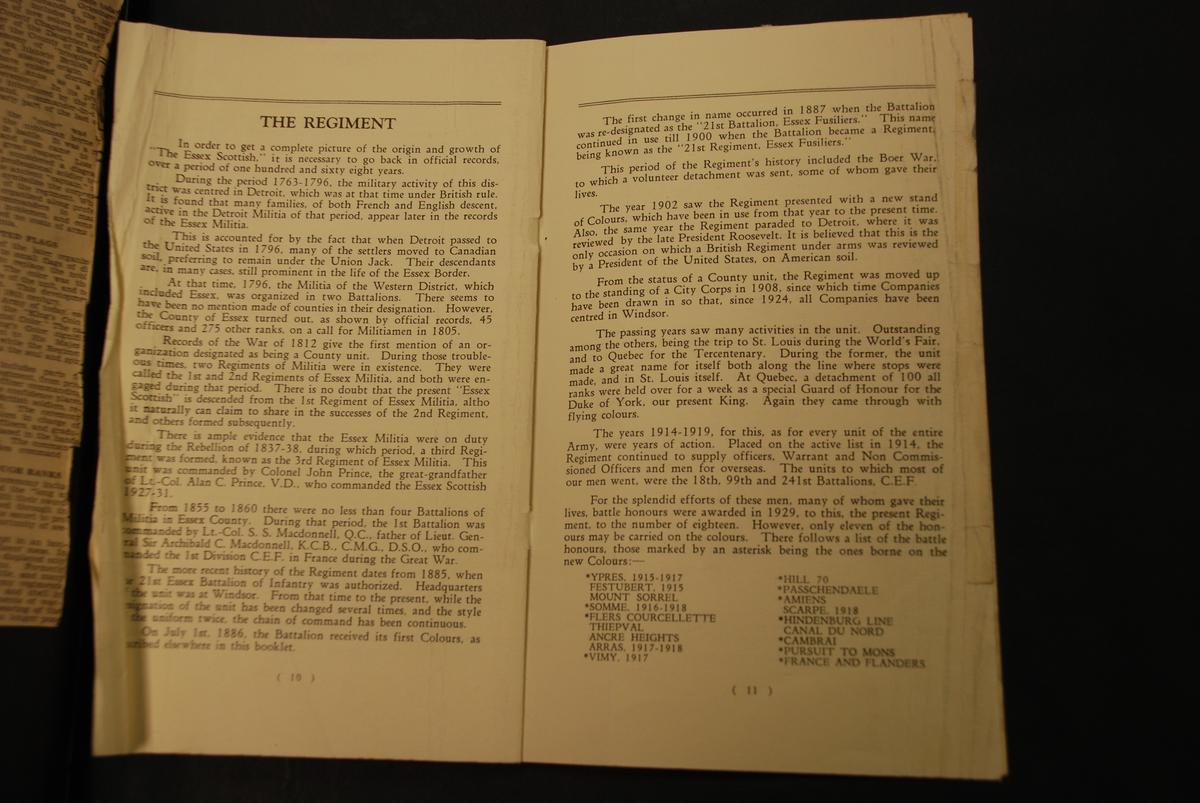 THE REGIMENT
In order to get a complete picture of the origin and growth of
"The Essex Scottish," it is necessary to go back in official records,
over a period of one hundred and sixty eight years.
During the period 1763-1796, the military activity of this dis-
trict was centred in Detroit, which was at that time under British rule.
It is found that many families, of both French and English descent,
active in the Detroit Militia of that period, appear later in the records
of the Essex Militia.
This is accounted for by the fact that when Detroit passed to
the United States in 1796, many of the settlers moved to Canadian
soil, preferring to remain under the Union Jack. Their descendants
are, in many cases, still prominent in the life of the Essex Border.
At that time, 1796, the Militia of the Western District, which
included Essex, was organized in two Battalions. There seems to
have been no mention made of counties in their designation. However,
the County of Essex turned out, as shown by official records, 45
officers and 275 other ranks, on a call for Militiamen in 1805.
Records of the War of 1812 give the first mention of an or-
ganization designated as being a County unit. During those trouble-
ous times, two Regiments of Militia were in existence. They were
called the 1st and 2nd Regiments of Essex Militia, and both were en-
gaged during that period. There is no doubt that the present "Essex
Scottish" is descended from the 1st Regiment of Essex Militia, altho
it naturally can claim to share in the successes of the 2nd Regiment,
and others formed subsequently.
There is ample evidence that the Essex Militia were on duty
during the Rebellion of 1837-38, during which period, a third Regi-
ment was formed, known as the 3rd Regiment of Essex Militia. This
unit was commanded by Colonel John Prince, the great-grandfather
of Lt.-Col. Alan C. Prince, V.D., who commanded the Essex Scottish
1927-31.
From 1855 to 1860 there were no less than four Battalions of
Militia in Essex County. During that period, the 1st Battalion was
commanded by Lt.-Col. S. S. Macdonnell, Q.C., father of Lieut. Gen-
eral Sir Archibald C. Macdonnell, K.C.B., C.M.G., D.S.O., who com-
manded the 1st Division C.E.F. in France during the Great War.
The more recent history of the Regiment dates from 1885, when
21st Essex Battalion of Infantry was authorized. Headquarters
the unit was at Windsor. From that time to the present, while the
ignation of the unit has been changed several times, and the style
the uniform twice, the chain of command has been continuous.
On July 1st, 1886, the Battalion received its first Colours, as
cribed elsewhere in this booklet.
( 10 )
The first change in name occurred in 1887 when the Battalion
was re-designated as the "21st Battalion, Essex Fusiliers." This name
continued in use till 1900 when the Battalion became a Regiment,
being known as the "21st Regiment, Essex Fusiliers."
This period of the Regiment's history included the Boer War,
to which a volunteer detachment was sent, some of whom gave their
lives.
The year 1902 saw the Regiment presented with a new stand
of Colours, which have been in use from that year to the present time.
Also, the same year the Regiment paraded to Detroit, where it was
reviewed by the late President Roosevelt. It is believed that this is the
only occasion on which a British Regiment under arms was reviewed
by a President of the United States, on American soil.
From the status of a County unit, the Regiment was moved up
to the standing of a City Corps in 1908, since which time Companies
have been drawn in so that, since 1924, all Companies have been
centred in Windsor.
The passing years saw many activities in the unit. Outstanding
among the others, being the trip to St. Louis during the World's Fair,
and to Quebec for the Tercentenary. During the former, the unit
made a great name for itself both along the line where stops were
made, and in St. Louis itself. At Quebec, a detachment of 100 all
ranks were held over for a week as a special Guard of Honour for the
Duke of York, our present King. Again they came through with
flying colours.
The years 1914-1919, for this, as for every unit of the entire
Army, were years of action. Placed on the active list in 1914, the
Regiment continued to supply officers, Warrant and Non Commis-
sioned Officers and men for overseas. The units to which most of
our men went, were the 18th, 99th and 241st Battalions, C.E.F.
For the splendid efforts of these men, many of whom gave their
lives, battle honours were awarded in 1929, to this, the present Regi-
ment, to the number of eighteen. However, only eleven of the hon-
ours may be carried on the colours. There follows a list of the battle
honours, those marked by an asterisk being the ones borne on the
new Colours:—
*YPRES, 1915-1917
FESTUBERT, 1915
MOUNT SORREL
*SOMME, 1916-1918
*FLERS COURCELLETTE
THIEPVAL
ANCRE HEIGHTS
ARRAS, 1917-1918
*VIMY, 1917
*HILL 70
*PASSCHENDAELE
*AMIENS
SCARPE, 1918
*HINDENBURG LINE
CANAL DU NORD
*CAMBRAI
*PURSUIT TO MONS
*FRANCE AND FLANDERS
( 11 )